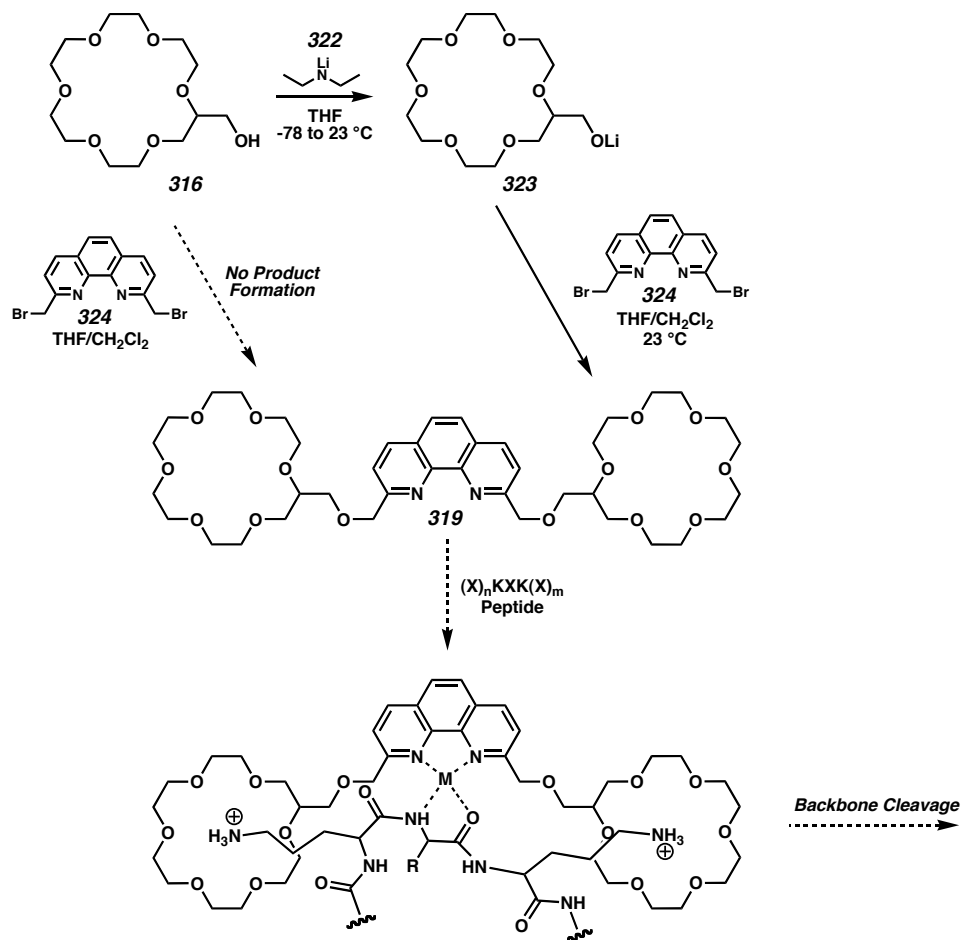 322
Li
N
THF
-78 to 23 °C
O
O
O
O
O
O
OH
316
O
O
O
O
O
O
OLi
323
Br
N
N
Br
324
THF/CH₂Cl₂
No Product
Formation
Br
N
N
Br
324
THF/CH₂Cl₂
23 °C
O
O
O
O
O
O
O
N
N
O
O
O
O
O
O
O
319
(X)ₙKXK(X)ₘ
Peptide
O
O
O
O
O
O
O
N
N
M
O
O
O
O
O
O
O
H₃N
⊕
O
NH
O
R
NH
O
HN
O
NH
NH₃
⊕
Backbone Cleavage